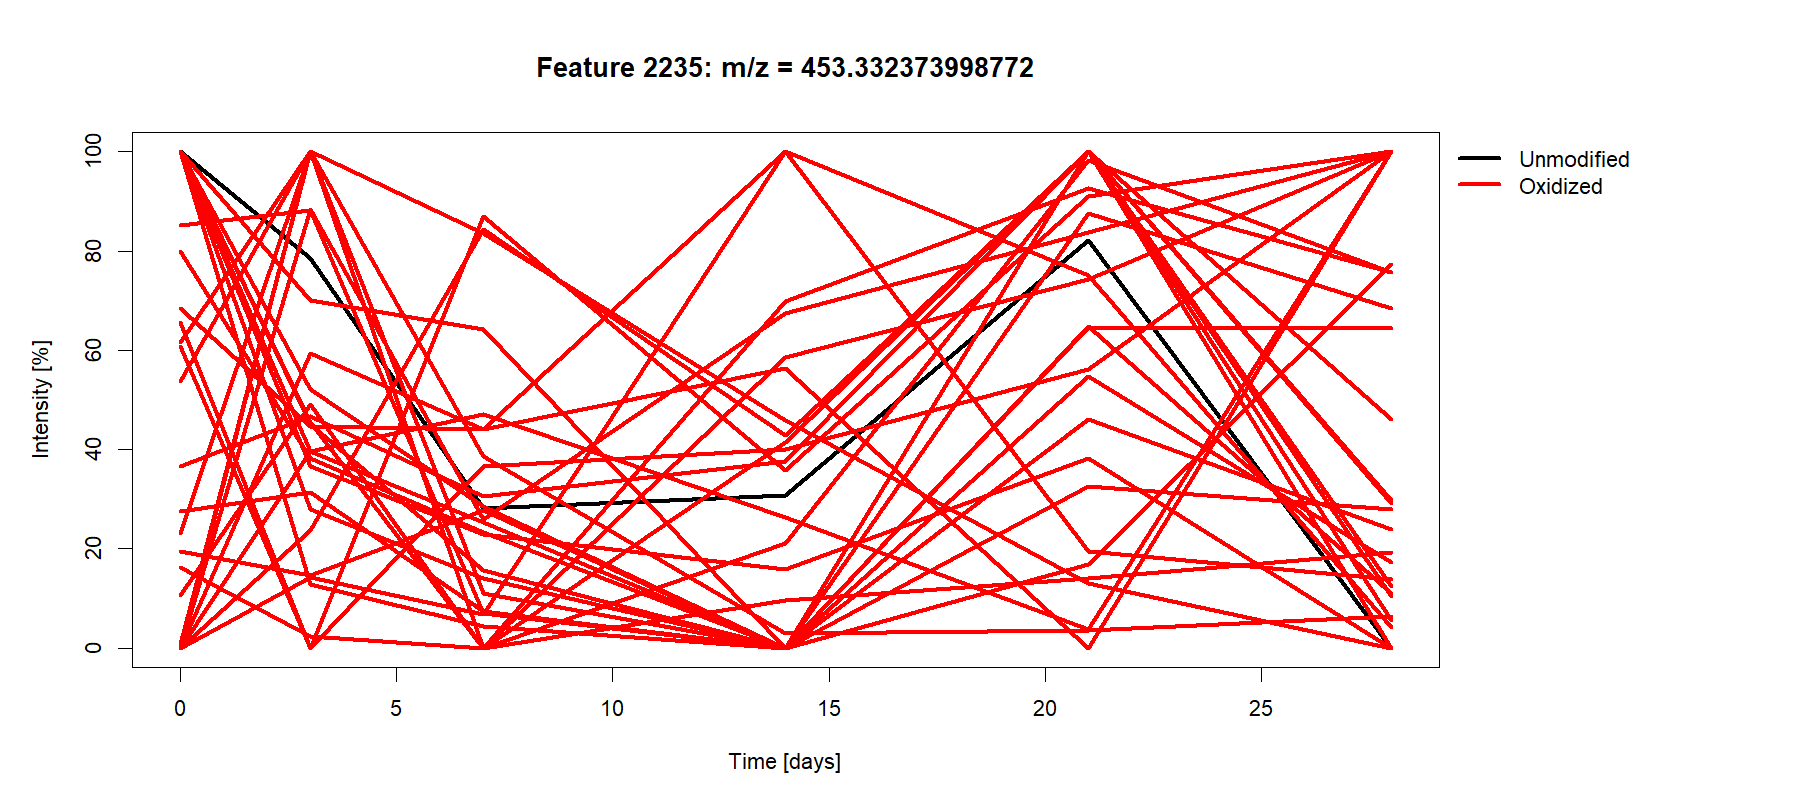 Feature 2235: m/z = 453.332373998772
Unmodified
Oxidized
Intensity [%]
100
80
60
40
20
0
0 5 10 15 20 25
Time [days]